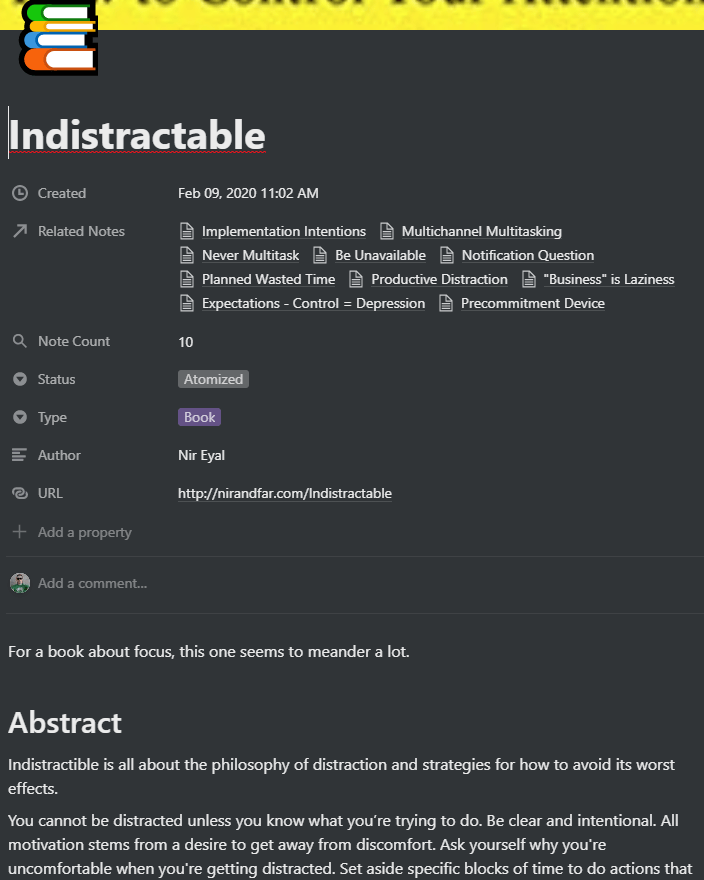 How to Control Your Attention
Indistractable
Created Feb 09, 2020 11:02 AM
Related Notes Implementation Intentions Multichannel Multitasking
Never Multitask Be Unavailable Notification Question
Planned Wasted Time Productive Distraction "Business" is Laziness
Expectations - Control = Depression Precommitment Device
Note Count 10
Status Atomized
Type Book
Author Nir Eyal
URL http://nirandfar.com/Indistractable
Add a property
Add a comment...
For a book about focus, this one seems to meander a lot.
Abstract
Indistractible is all about the philosophy of distraction and strategies for how to avoid its worst
effects.
You cannot be distracted unless you know what you're trying to do. Be clear and intentional. All
motivation stems from a desire to get away from discomfort. Ask yourself why you're
uncomfortable when you're getting distracted. Set aside specific blocks of time to do actions that